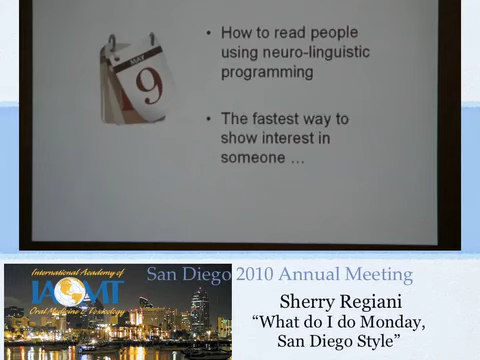 • How to read people
using neuro-linguistic
programming
MAY
9
• The fastest way to
show interest in
someone ...
San Diego 2010 Annual Meeting
International Academy of
IAOMT
Oral Medicine & Toxicology
Sherry Regiani
“What do I do Monday,
San Diego Style”